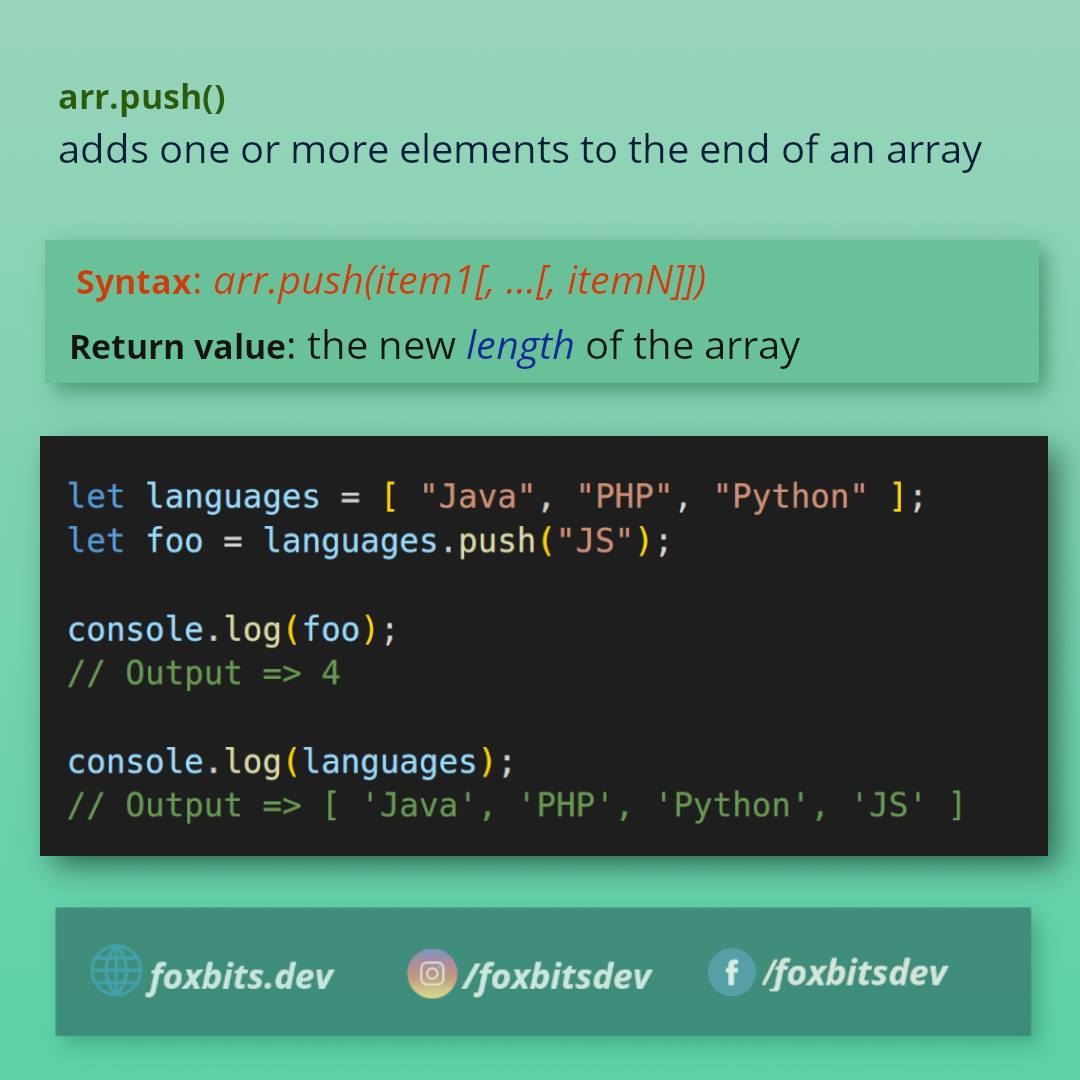 arr.push()
adds one or more elements to the end of an array
Syntax: arr.push(item1[, ...[, itemN]])
Return value: the new length of the array
let languages = [ "Java", "PHP", "Python" ];
let foo = languages.push("JS");
console.log(foo);
// Output => 4
console.log(languages);
// Output => [ 'Java', 'PHP', 'Python', 'JS' ]
foxbits.dev /foxbitsdev /foxbitsdev